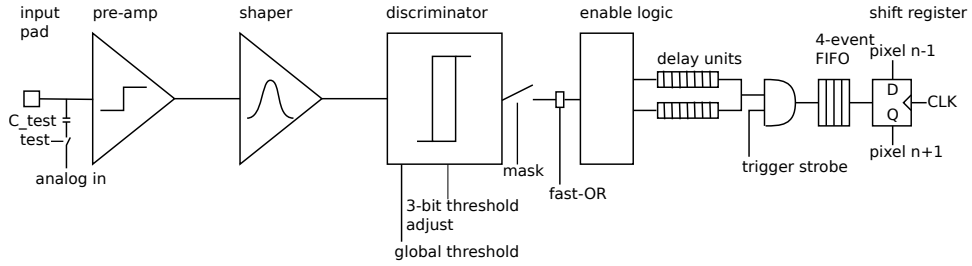 input
pad
pre-amp
shaper
discriminator
enable logic
shift register
delay units
4-event
FIFO
pixel n-1
D
Q
CLK
pixel n+1
C_test
test
analog in
mask
fast-OR
trigger strobe
3-bit threshold
adjust
global threshold